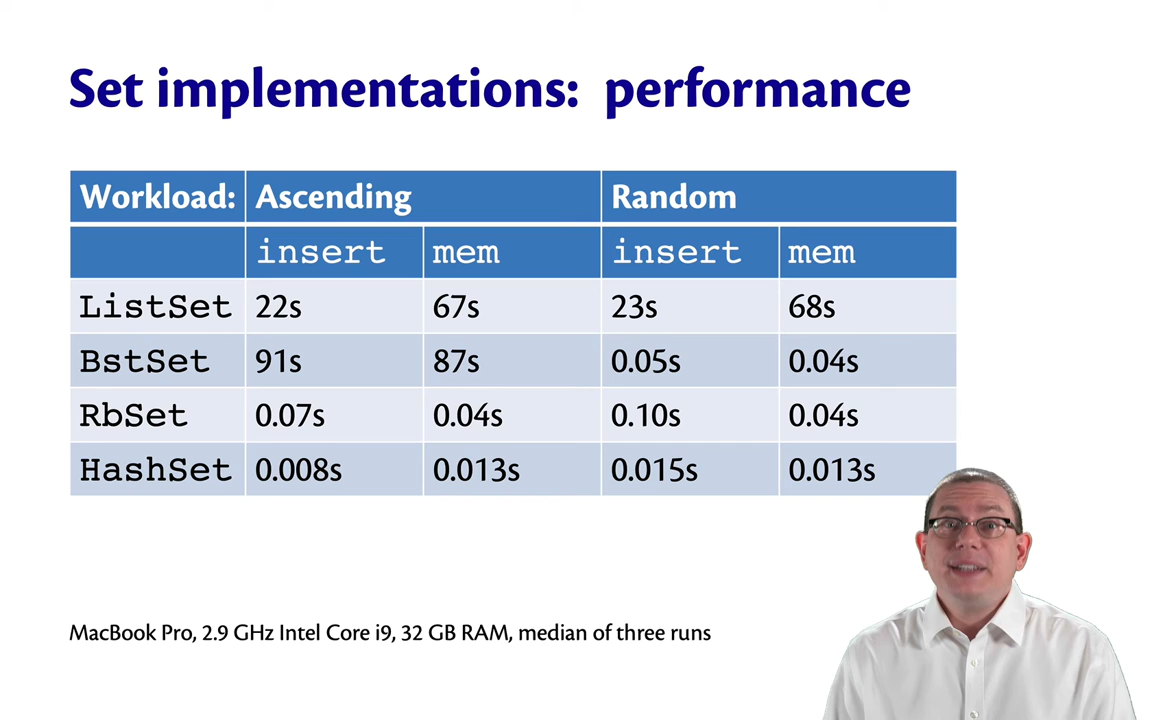 Set implementations: performance
Workload: Ascending Random
insert mem insert mem
ListSet 22s 67s 23s 68s
BstSet 91s 87s 0.05s 0.04s
RbSet 0.07s 0.04s 0.10s 0.04s
HashSet 0.008s 0.013s 0.015s 0.013s
MacBook Pro, 2.9 GHz Intel Core i9, 32 GB RAM, median of three runs